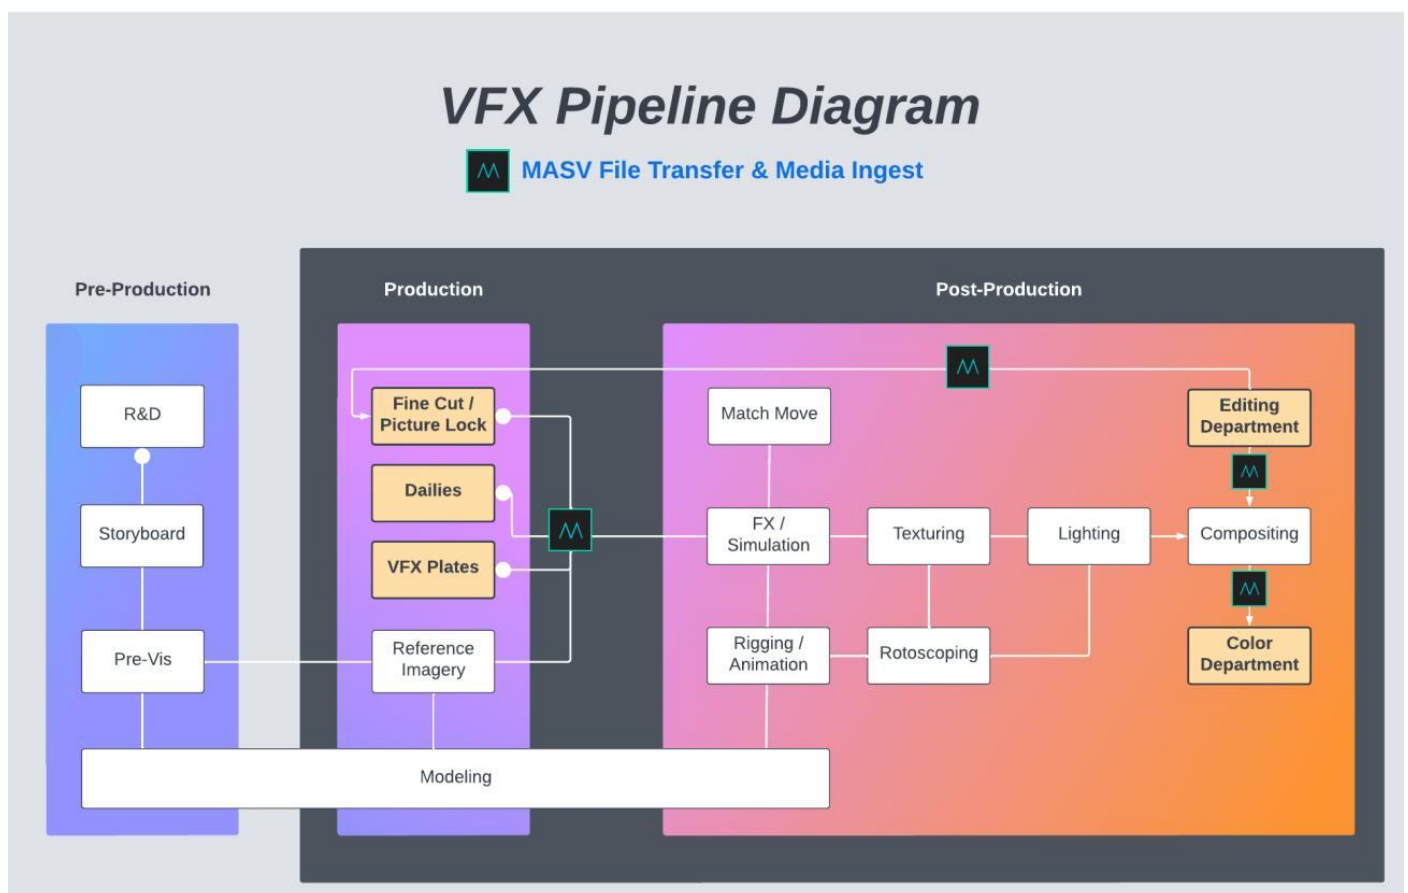 VFX Pipeline Diagram
MASV File Transfer & Media Ingest
Pre-Production
Production
Post-Production
R&D
Storyboard
Pre-Vis
Fine Cut /
Picture Lock
Dailies
VFX Plates
Reference
Imagery
Modeling
Match Move
FX /
Simulation
Rigging /
Animation
Texturing
Rotoscoping
Lighting
Editing
Department
Compositing
Color
Department